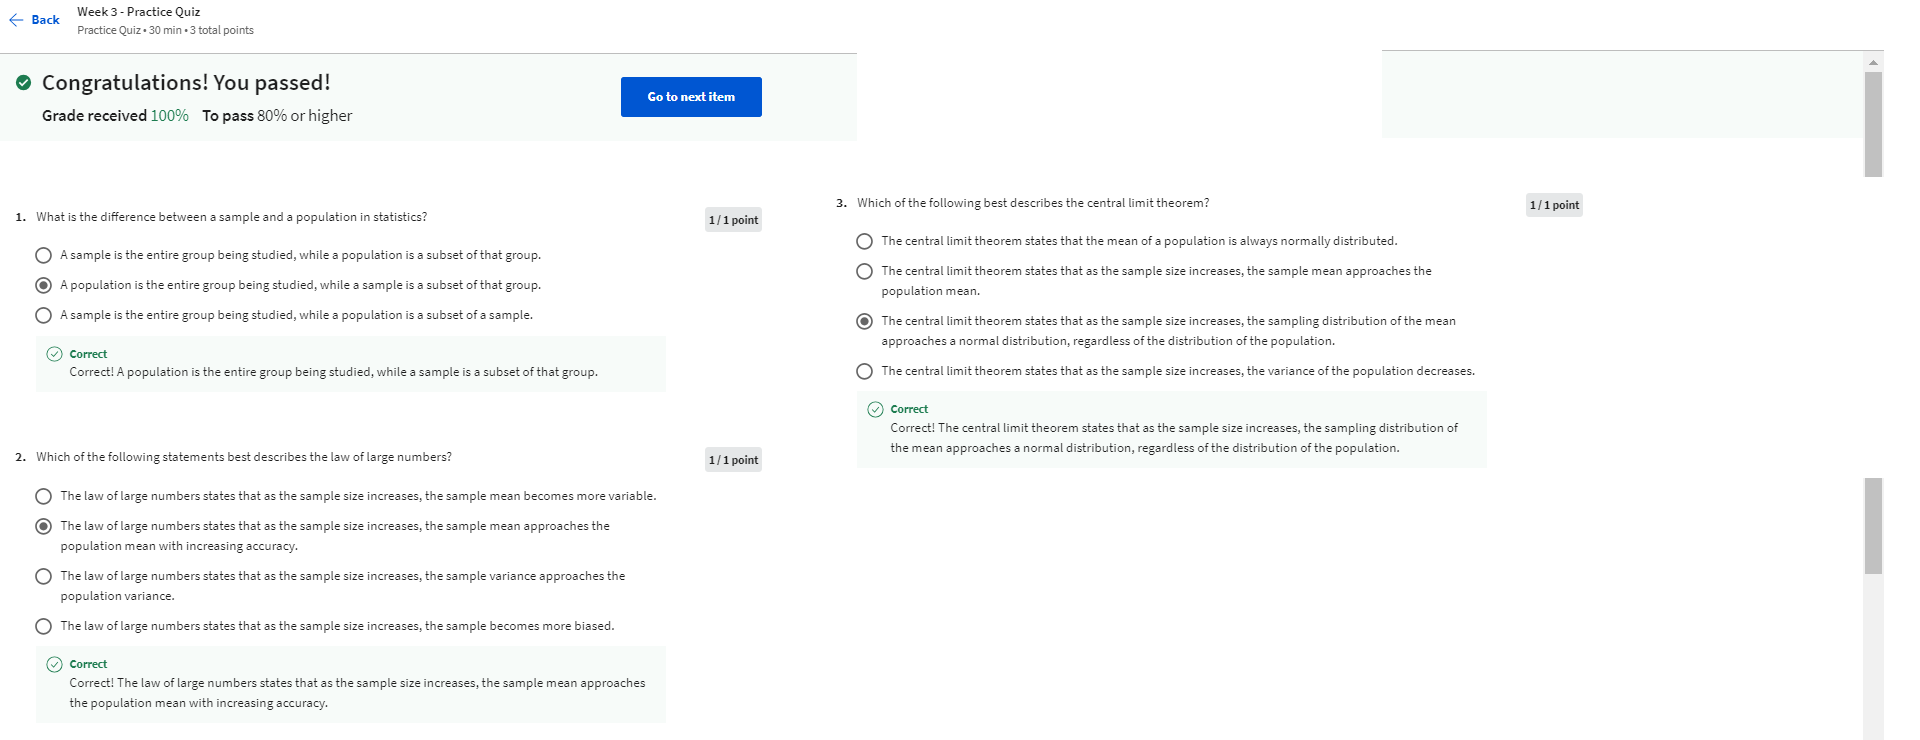 Back
Week 3 - Practice Quiz
Practice Quiz • 30 min • 3 total points
Congratulations! You passed!
Grade received 100% To pass 80% or higher
Go to next item
1. What is the difference between a sample and a population in statistics?
1 / 1 point
A sample is the entire group being studied, while a population is a subset of that group.
A population is the entire group being studied, while a sample is a subset of that group.
A sample is the entire group being studied, while a population is a subset of a sample.
Correct
Correct! A population is the entire group being studied, while a sample is a subset of that group.
2. Which of the following statements best describes the law of large numbers?
1 / 1 point
The law of large numbers states that as the sample size increases, the sample mean becomes more variable.
The law of large numbers states that as the sample size increases, the sample mean approaches the
population mean with increasing accuracy.
The law of large numbers states that as the sample size increases, the sample variance approaches the
population variance.
The law of large numbers states that as the sample size increases, the sample becomes more biased.
Correct
Correct! The law of large numbers states that as the sample size increases, the sample mean approaches
the population mean with increasing accuracy.
3. Which of the following best describes the central limit theorem?
1 / 1 point
The central limit theorem states that the mean of a population is always normally distributed.
The central limit theorem states that as the sample size increases, the sample mean approaches the
population mean.
The central limit theorem states that as the sample size increases, the sampling distribution of the mean
approaches a normal distribution, regardless of the distribution of the population.
The central limit theorem states that as the sample size increases, the variance of the population decreases.
Correct
Correct! The central limit theorem states that as the sample size increases, the sampling distribution of
the mean approaches a normal distribution, regardless of the distribution of the population.